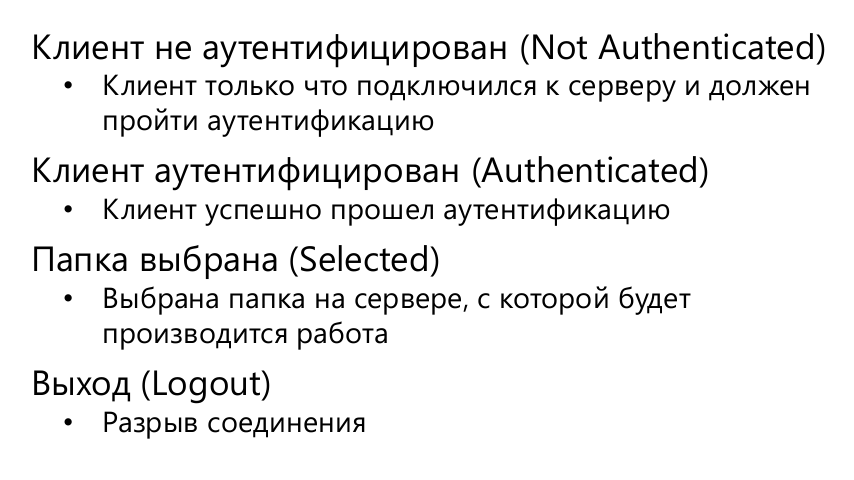 Клиент не аутентифицирован (Not Authenticated)
• Клиент только что подключился к серверу и должен
пройти аутентификацию
Клиент аутентифицирован (Authenticated)
• Клиент успешно прошел аутентификацию
Папка выбрана (Selected)
• Выбрана папка на сервере, с которой будет
производится работа
Выход (Logout)
• Разрыв соединения